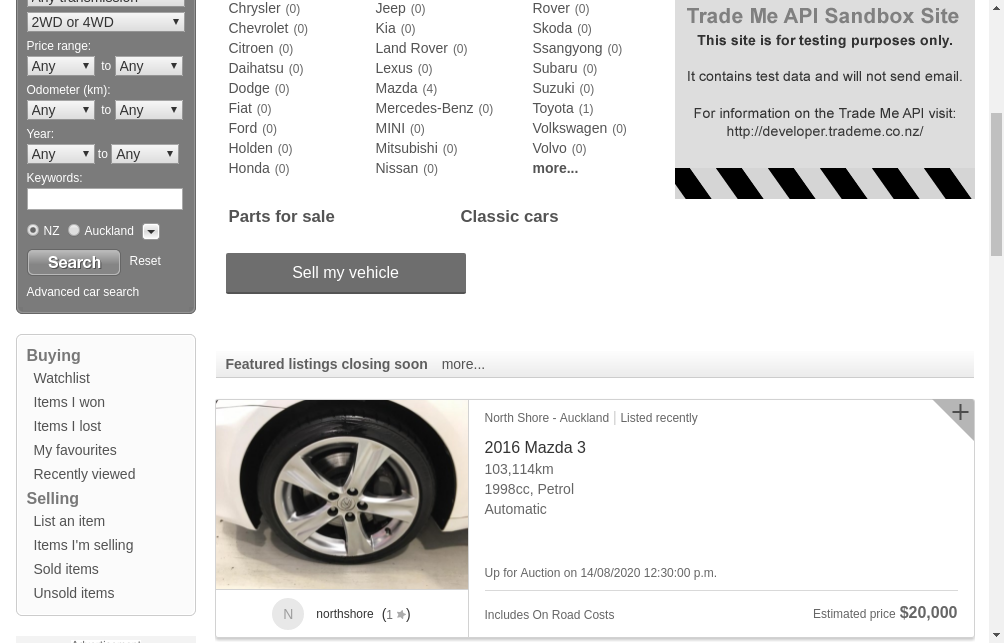 2WD or 4WD
Price range:
Any to Any
Odometer (km):
Any to Any
Year:
Any to Any
Keywords:
NZ Auckland
Search Reset
Advanced car search
Buying
Watchlist
Items I won
Items I lost
My favourites
Recently viewed
Selling
List an item
Items I'm selling
Sold items
Unsold items
Chrysler (0) Jeep (0) Rover (0)
Chevrolet (0) Kia (0) Skoda (0)
Citroen (0) Land Rover (0) Ssangyong (0)
Daihatsu (0) Lexus (0) Subaru (0)
Dodge (0) Mazda (4) Suzuki (0)
Fiat (0) Mercedes-Benz (0) Toyota (1)
Ford (0) MINI (0) Volkswagen (0)
Holden (0) Mitsubishi (0) Volvo (0)
Honda (0) Nissan (0) more...
Parts for sale Classic cars
Sell my vehicle
Trade Me API Sandbox Site
This site is for testing purposes only.
It contains test data and will not send email.
For information on the Trade Me API visit:
http://developer.trademe.co.nz/
Featured listings closing soon more...
North Shore - Auckland | Listed recently
2016 Mazda 3
103,114km
1998cc, Petrol
Automatic
Up for Auction on 14/08/2020 12:30:00 p.m.
N northshore (1)
Includes On Road Costs Estimated price $20,000